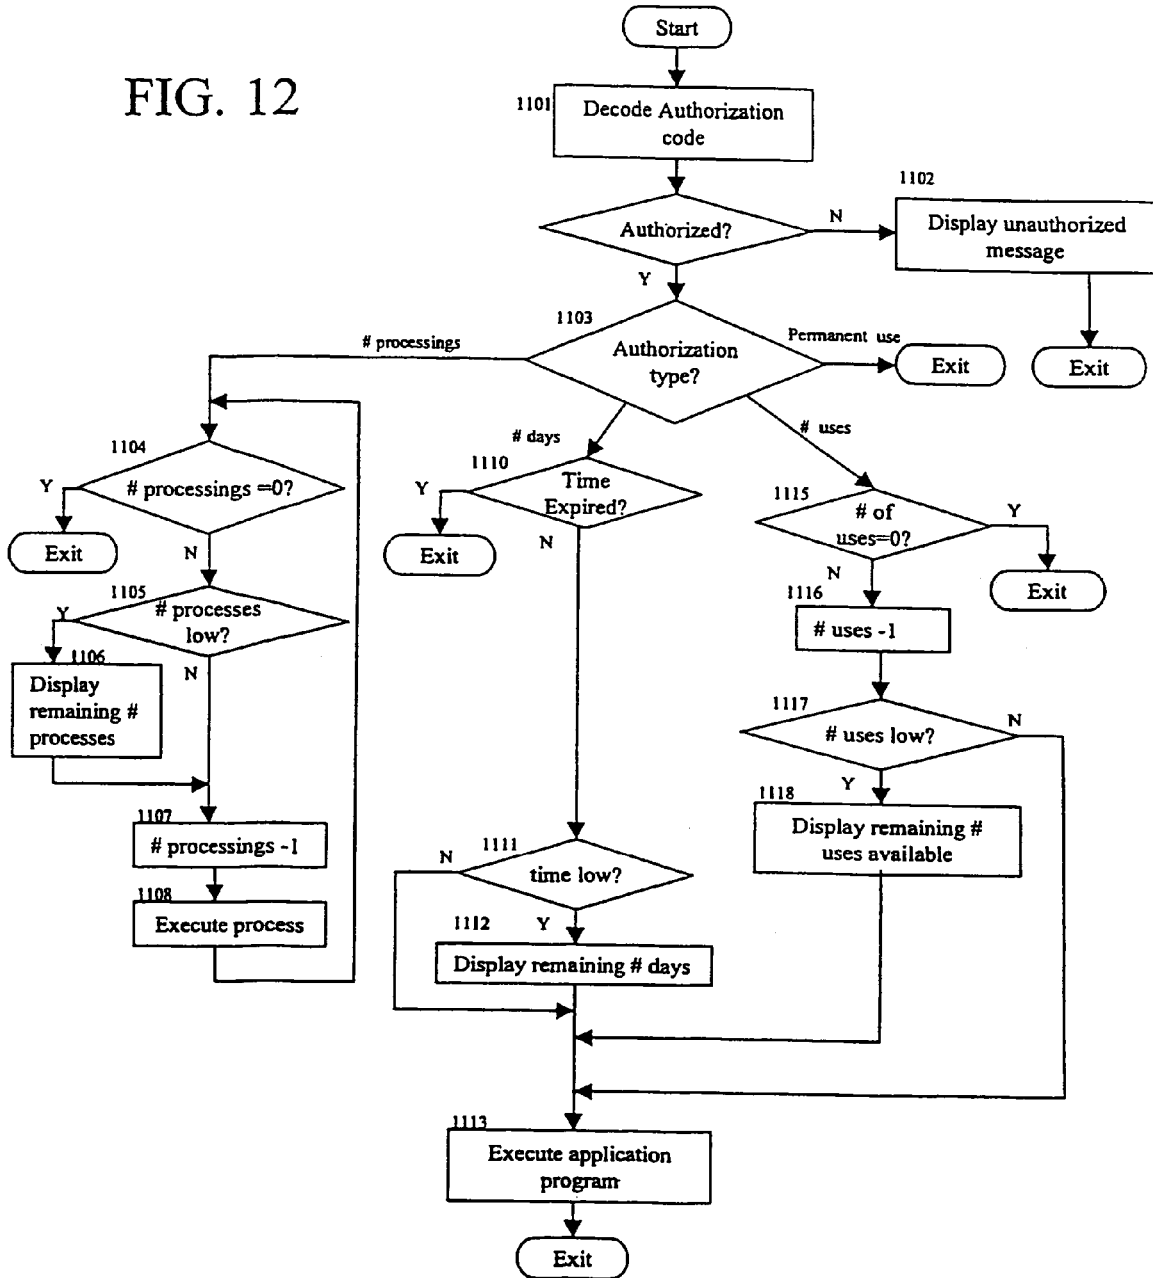 FIG. 12
Start
1101
Decode Authorization
code
Authorized?
N
1102
Display unauthorized
message
Exit
Y
1103
Authorization
type?
# processings
Permanent use
Exit
# days
# uses
1104
# processings =0?
Y
Exit
N
1105
# processes
low?
Y
1106
Display
remaining #
processes
N
1107
# processings -1
1108
Execute process
1110
Time
Expired?
Y
Exit
N
1111
time low?
N
Y
1112
Display remaining # days
1115
# of
uses=0?
Y
Exit
N
1116
# uses -1
1117
# uses low?
N
Y
1118
Display remaining #
uses available
1113
Execute application
program
Exit